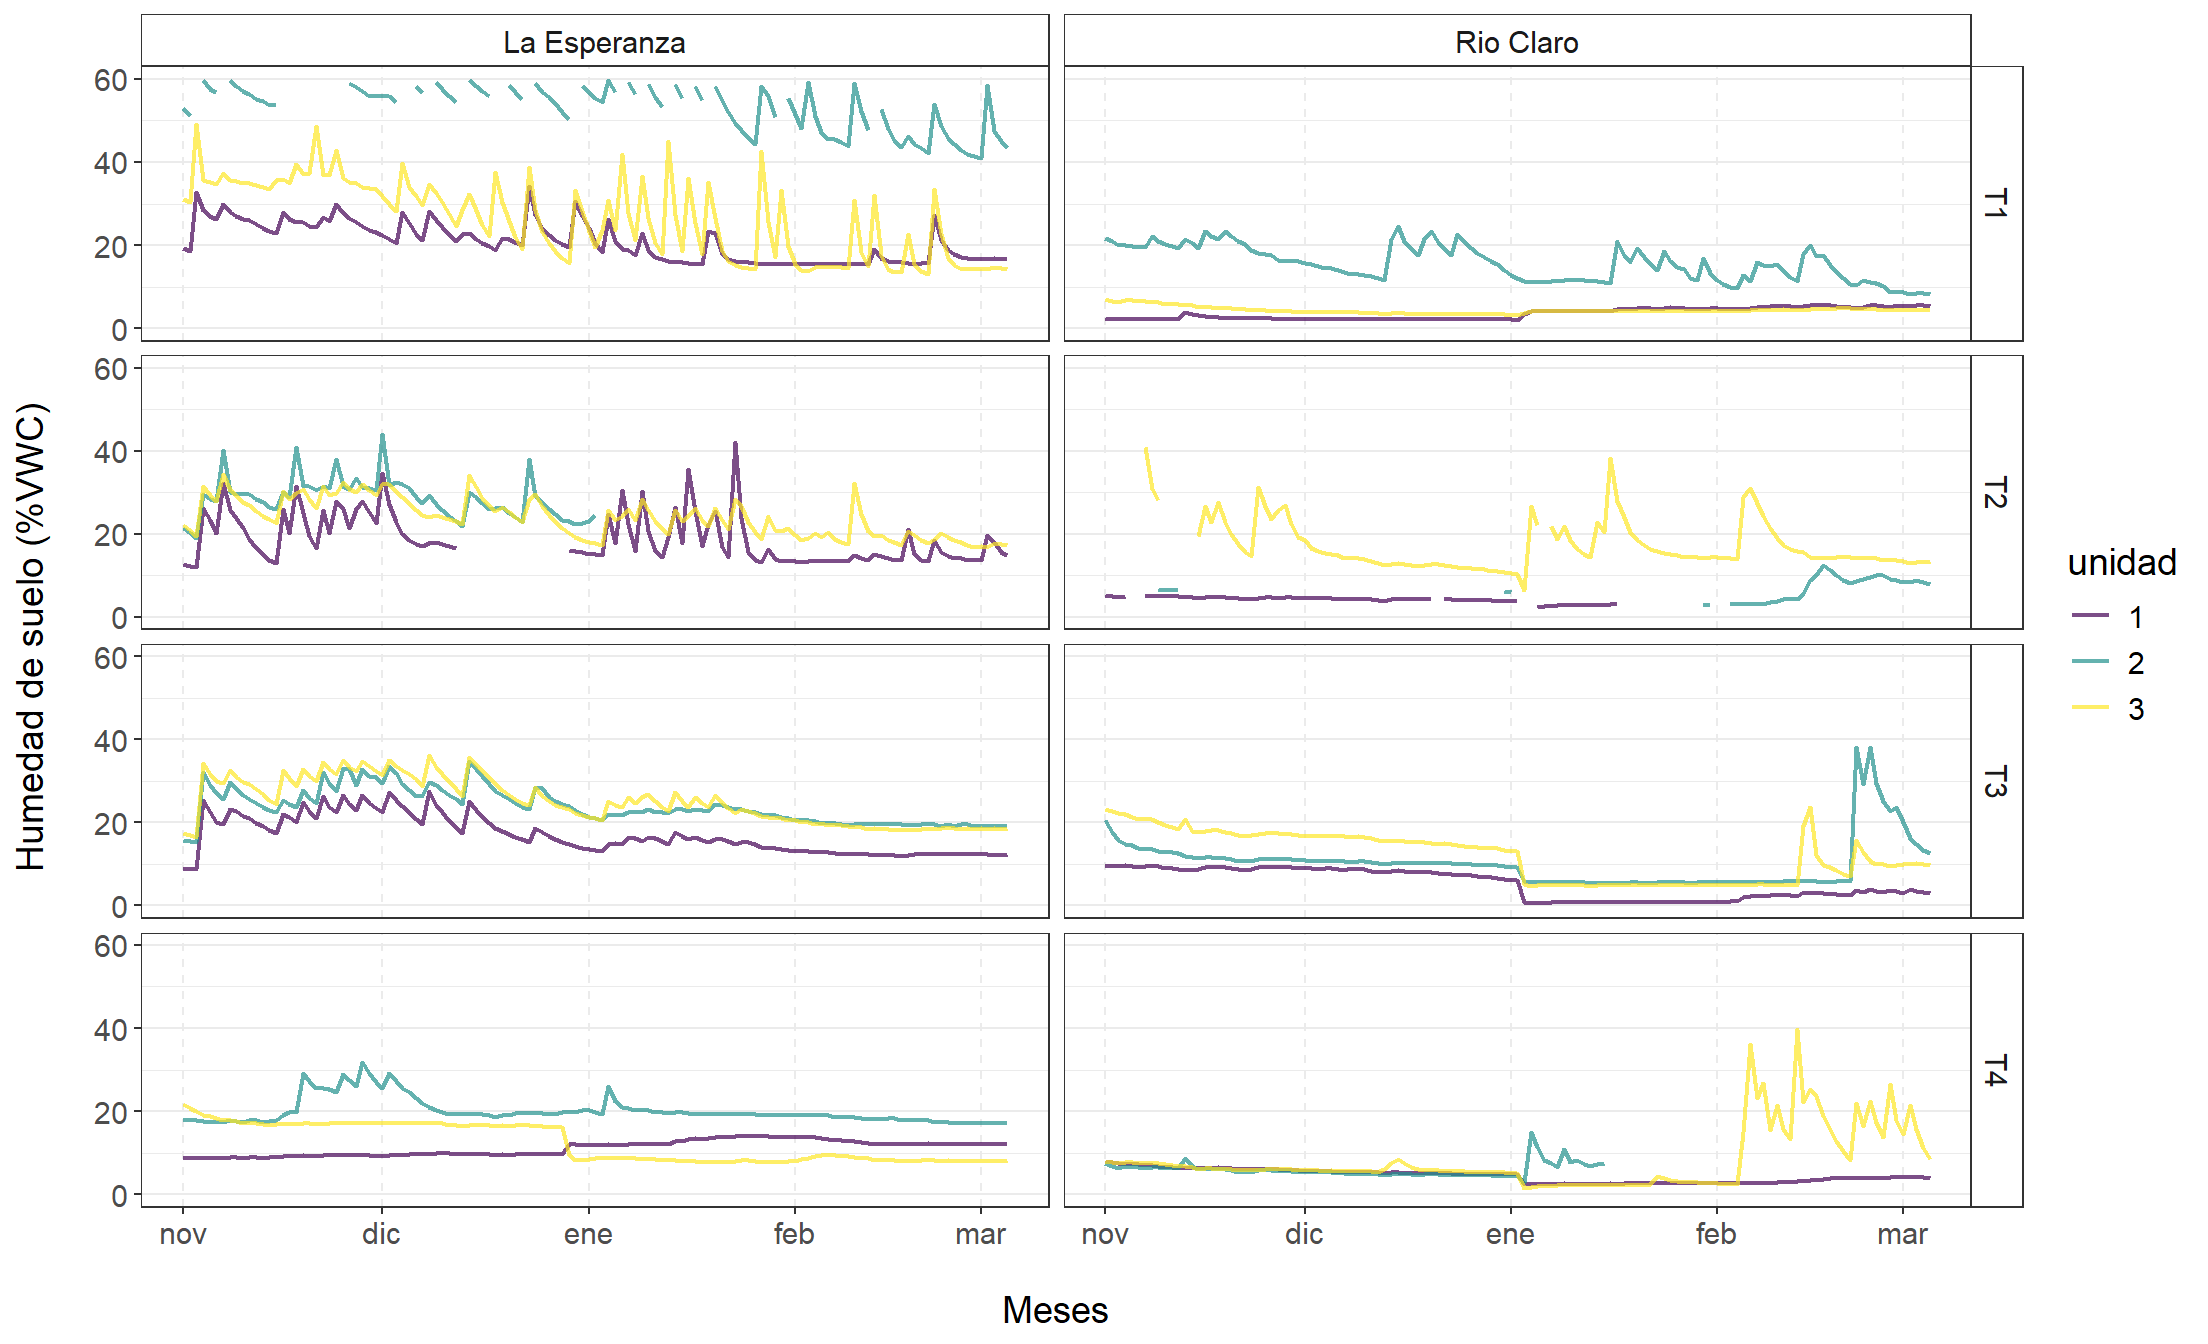 La Esperanza
Rio Claro
60
40
20
0
T1
60
40
20
0
T2
60
40
20
0
T3
60
40
20
0
T4
nov
dic
ene
feb
mar
nov
dic
ene
feb
mar
Meses
Humedad de suelo (%VWC)
unidad
1
2
3